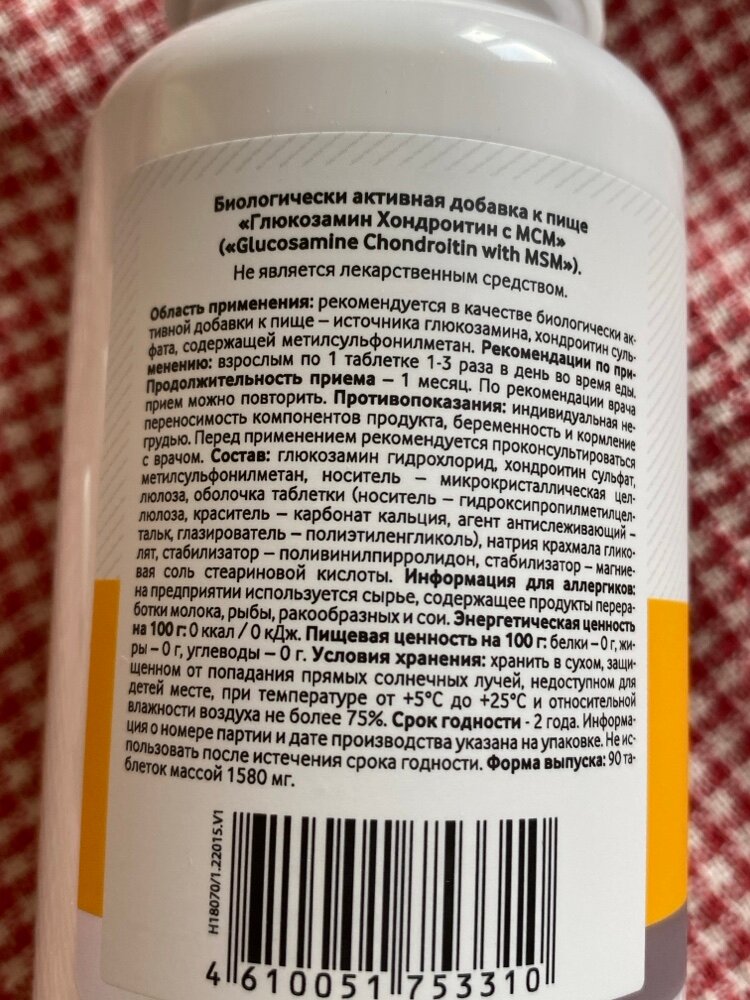 Биологически активная добавка к пище
«Глюкозамин Хондроитин с МСМ»
(«Glucosamine Chondroitin with MSM»).
Не является лекарственным средством.
Область применения: рекомендуется в качестве биологически ак-
тивной добавки к пище – источника глюкозамина, хондроитин суль-
фата, содержащей метилсульфонилметан. Рекомендации по при-
менению: взрослым по 1 таблетке 1-3 раза в день во время еды.
Продолжительность приема – 1 месяц. По рекомендации врача
прием можно повторить. Противопоказания: индивидуальная не-
переносимость компонентов продукта, беременность и кормление
грудью. Перед применением рекомендуется проконсультироваться
с врачом. Состав: глюкозамин гидрохлорид, хондроитин сульфат,
метилсульфонилметан, носитель – микрокристаллическая цел-
люлоза, оболочка таблетки (носитель – гидроксипропилметилцел-
люлоза, краситель – карбонат кальция, агент антислеживающий –
тальк, глазирователь – полиэтиленгликоль), натрия крахмала глико-
лят, стабилизатор – поливинилпирролидон, стабилизатор – магние-
вая соль стеариновой кислоты. Информация для аллергиков:
на предприятии используется сырье, содержащее продукты перера-
ботки молока, рыбы, ракообразных и сои. Энергетическая ценность
на 100 г: 0 ккал / 0 кДж. Пищевая ценность на 100 г: белки – 0 г, жи-
ры – 0 г, углеводы – 0 г. Условия хранения: хранить в сухом, защи-
щенном от попадания прямых солнечных лучей, недоступном для
детей месте, при температуре от +5°С до +25°С и относительной
влажности воздуха не более 75%. Срок годности - 2 года. Информа-
ция о номере партии и дате производства указана на упаковке. Не ис-
пользовать после истечения срока годности. Форма выпуска: 90 та-
блеток массой 1580 мг.
H18070/1.22015.V1
4 610051 753310